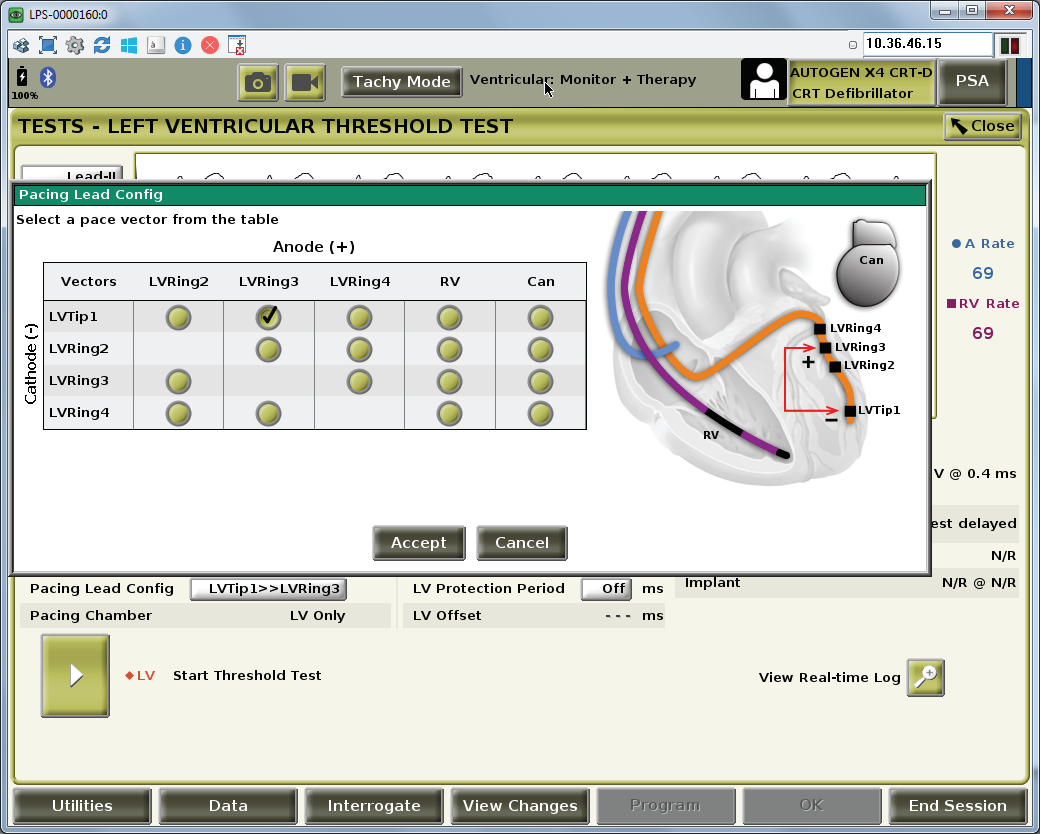 LPS-0000160:0
10.36.46.15
100%
Tachy Mode
Ventricular: Monitor + Therapy
AUTOGEN X4 CRT-D
CRT Defibrillator
PSA
TESTS - LEFT VENTRICULAR THRESHOLD TEST
Close
Lead-II
Pacing Lead Config
Select a pace vector from the table
Anode (+)
Vectors LVRing2 LVRing3 LVRing4 RV Can
Cathode (-)
LVTip1
LVRing2
LVRing3
LVRing4
Can
LVRing4
LVRing3
LVRing2
+
LVTip1
−
RV
Accept
Cancel
A Rate
69
RV Rate
69
V @ 0.4 ms
est delayed
N/R
Implant N/R @ N/R
Pacing Lead Config LVTip1>>LVRing3
LV Protection Period Off ms
Pacing Chamber LV Only
LV Offset --- ms
LV Start Threshold Test
View Real-time Log
Utilities
Data
Interrogate
View Changes
Program
OK
End Session